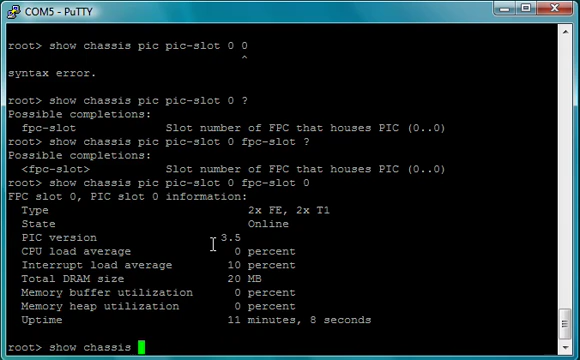 COM5 - PuTTY
root> show chassis pic pic-slot 0 0
^
syntax error.
root> show chassis pic pic-slot 0 ?
Possible completions:
fpc-slot Slot number of FPC that houses PIC (0..0)
root> show chassis pic pic-slot 0 fpc-slot ?
Possible completions:
<fpc-slot> Slot number of FPC that houses PIC (0..0)
root> show chassis pic pic-slot 0 fpc-slot 0
FPC slot 0, PIC slot 0 information:
Type 2x FE, 2x T1
State Online
PIC version 3.5
CPU load average 0 percent
Interrupt load average 10 percent
Total DRAM size 20 MB
Memory buffer utilization 0 percent
Memory heap utilization 0 percent
Uptime 11 minutes, 8 seconds
root> show chassis